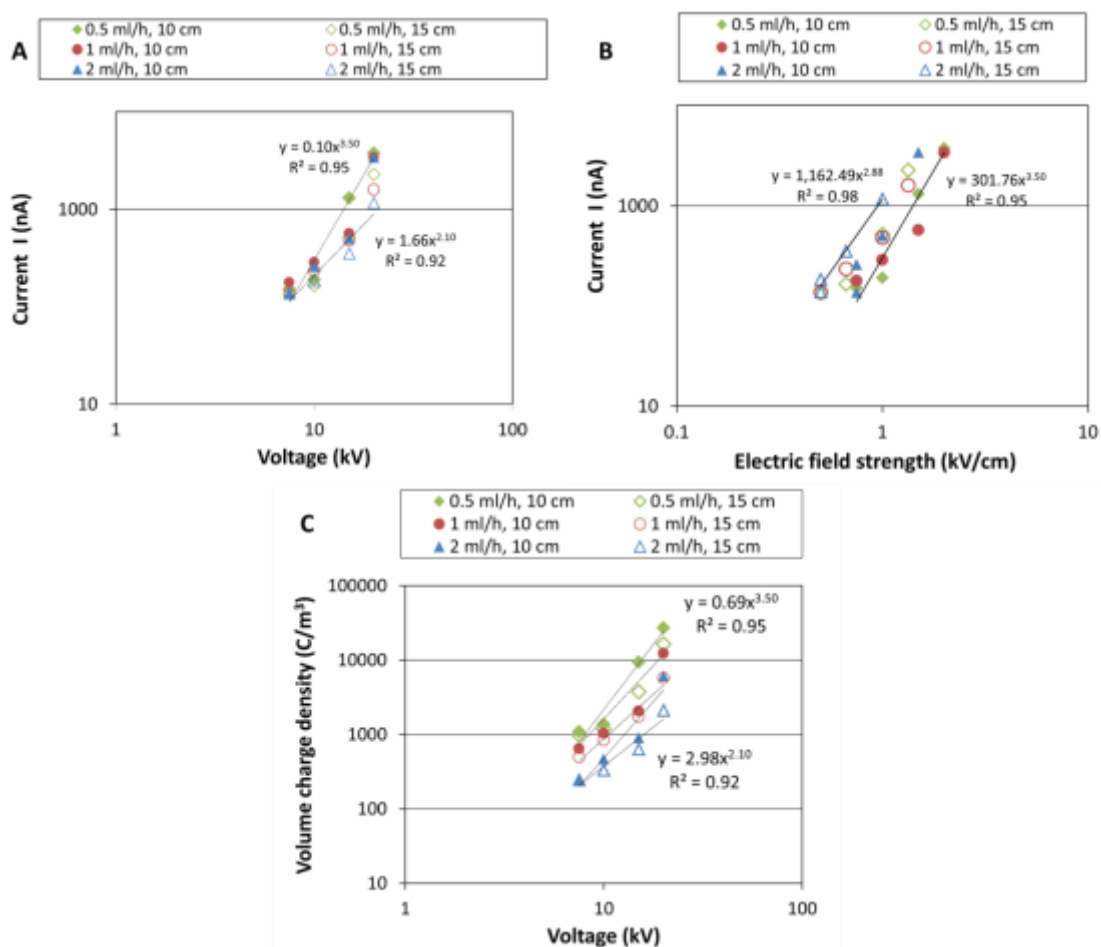 A
0.5 ml/h, 10 cm 0.5 ml/h, 15 cm
1 ml/h, 10 cm 1 ml/h, 15 cm
2 ml/h, 10 cm 2 ml/h, 15 cm
y = 0.10x^3.50
R² = 0.95
1000
y = 1.66x^2.10
R² = 0.92
10
1 10 100
Current I (nA)
Voltage (kV)
B
0.5 ml/h, 10 cm 0.5 ml/h, 15 cm
1 ml/h, 10 cm 1 ml/h, 15 cm
2 ml/h, 10 cm 2 ml/h, 15 cm
y = 1,162.49x^2.88
R² = 0.98
y = 301.76x^3.50
R² = 0.95
1000
10
0.1 1 10
Current I (nA)
Electric field strength (kV/cm)
C
0.5 ml/h, 10 cm 0.5 ml/h, 15 cm
1 ml/h, 10 cm 1 ml/h, 15 cm
2 ml/h, 10 cm 2 ml/h, 15 cm
100000
y = 0.69x^3.50
R² = 0.95
10000
1000
y = 2.98x^2.10
R² = 0.92
100
10
1 10 100
Volume charge density (C/m³)
Voltage (kV)